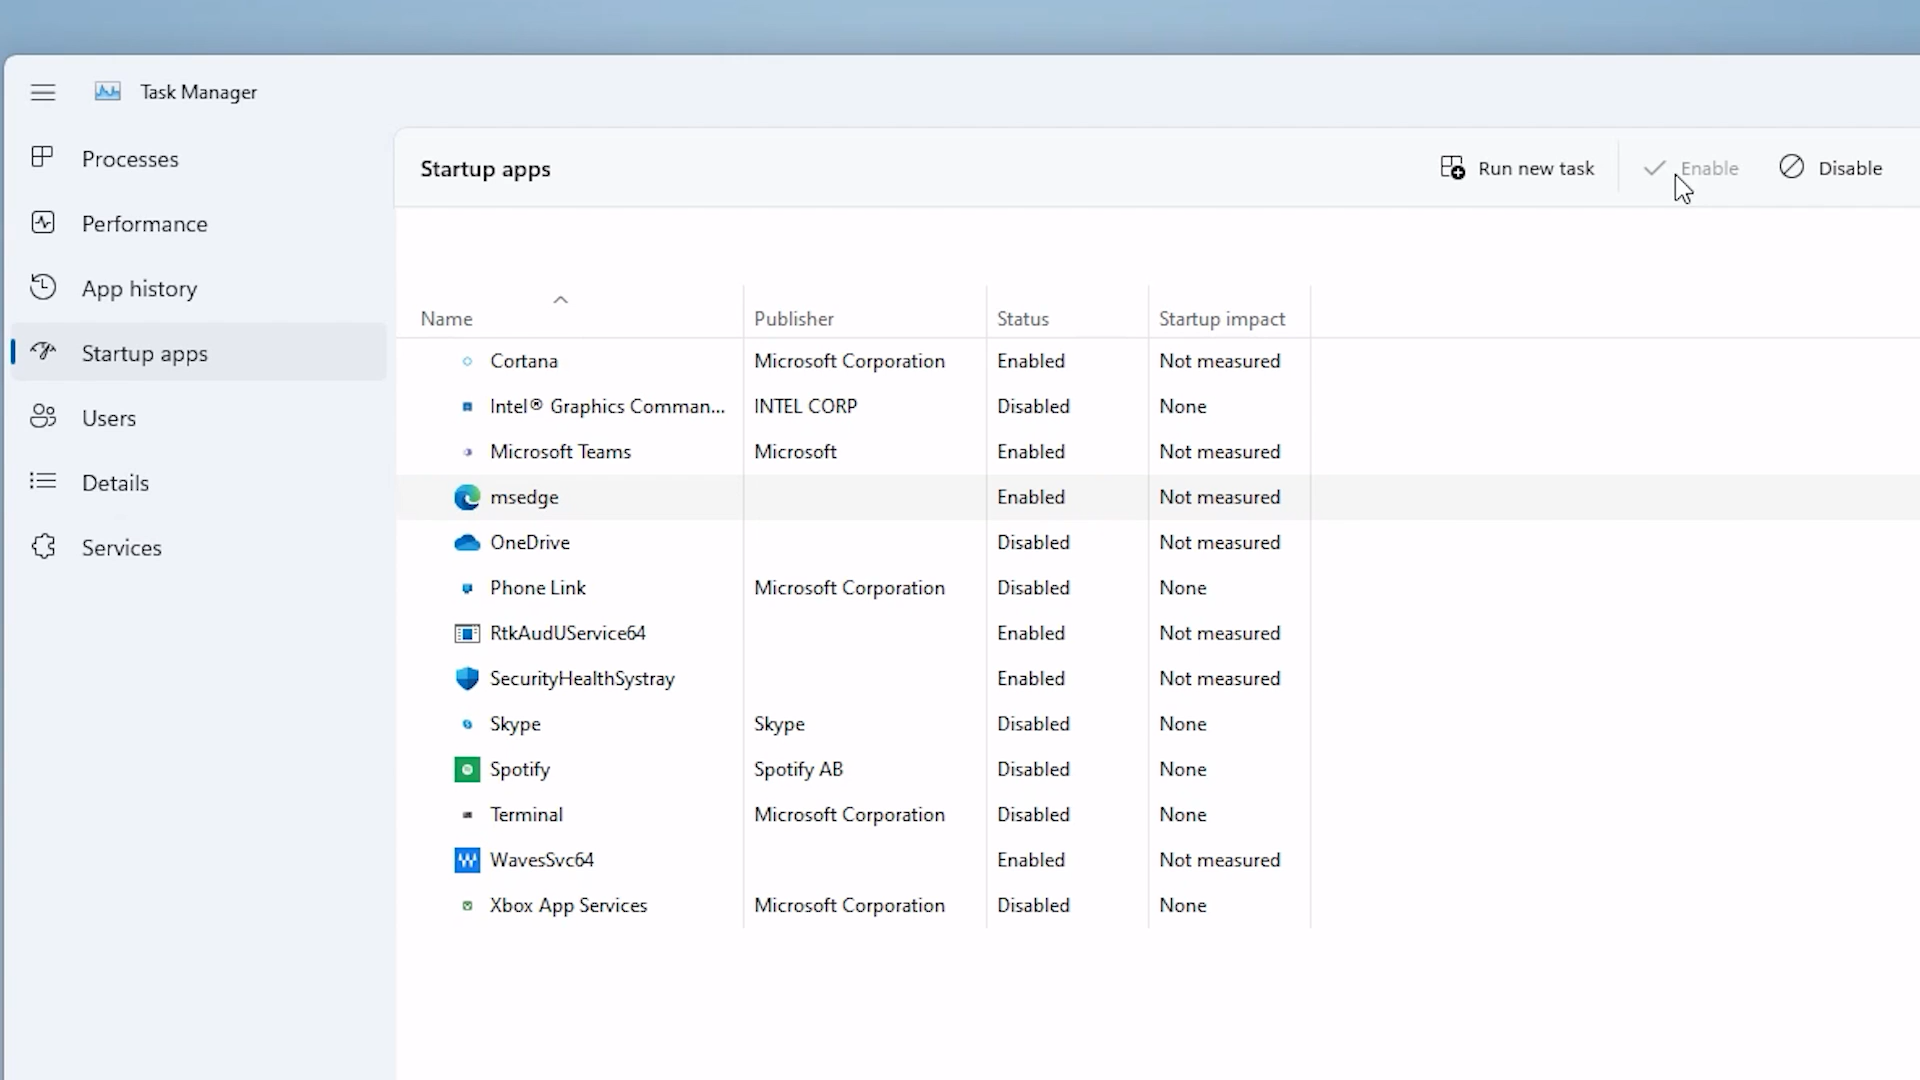 Task Manager
Processes
Performance
App history
Startup apps
Users
Details
Services
Startup apps
Run new task
Enable
Disable
Name Publisher Status Startup impact
Cortana Microsoft Corporation Enabled Not measured
Intel® Graphics Comman... INTEL CORP Disabled None
Microsoft Teams Microsoft Enabled Not measured
msedge Enabled Not measured
OneDrive Disabled Not measured
Phone Link Microsoft Corporation Disabled None
RtkAudUService64 Enabled Not measured
SecurityHealthSystray Enabled Not measured
Skype Skype Disabled None
Spotify Spotify AB Disabled None
Terminal Microsoft Corporation Disabled None
WavesSvc64 Enabled Not measured
Xbox App Services Microsoft Corporation Disabled None